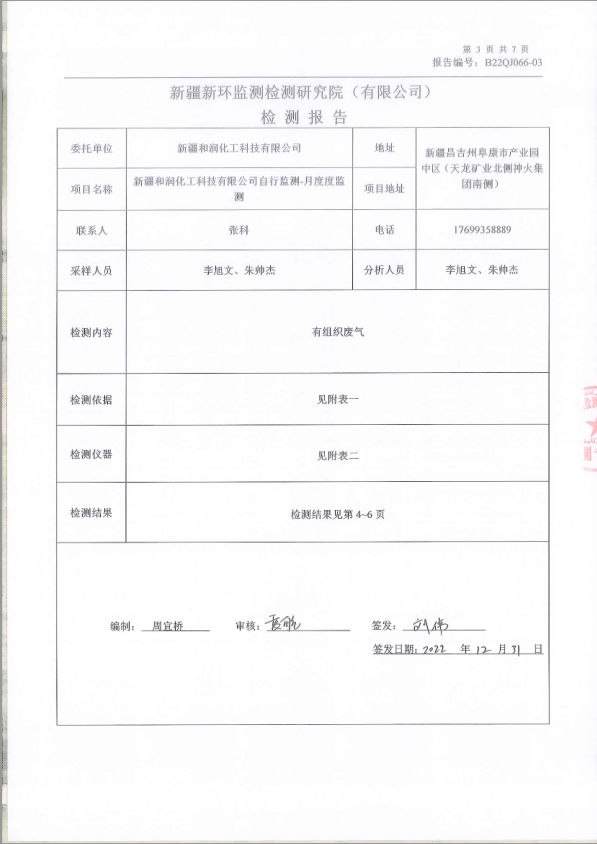 第 3 页 共 7 页
报告编号：B22QJ066-03
新疆新环监测检测研究院（有限公司）
检 测 报 告
委托单位 新疆和润化工科技有限公司 地址
新疆昌吉州阜康市产业园
中区（天龙矿业北侧神火集
团南侧）
项目名称 新疆和润化工科技有限公司自行监测-月度度监
测
项目地址
联系人 张科 电话 17699358889
采样人员 李旭文、朱帅杰 分析人员 李旭文、朱帅杰
检测内容 有组织废气
检测依据 见附表一
检测仪器 见附表二
检测结果 检测结果见第 4~6 页
编制： 周宜桥 审核： 签发： 刘伟
签发日期：2022 年 12 月 31 日